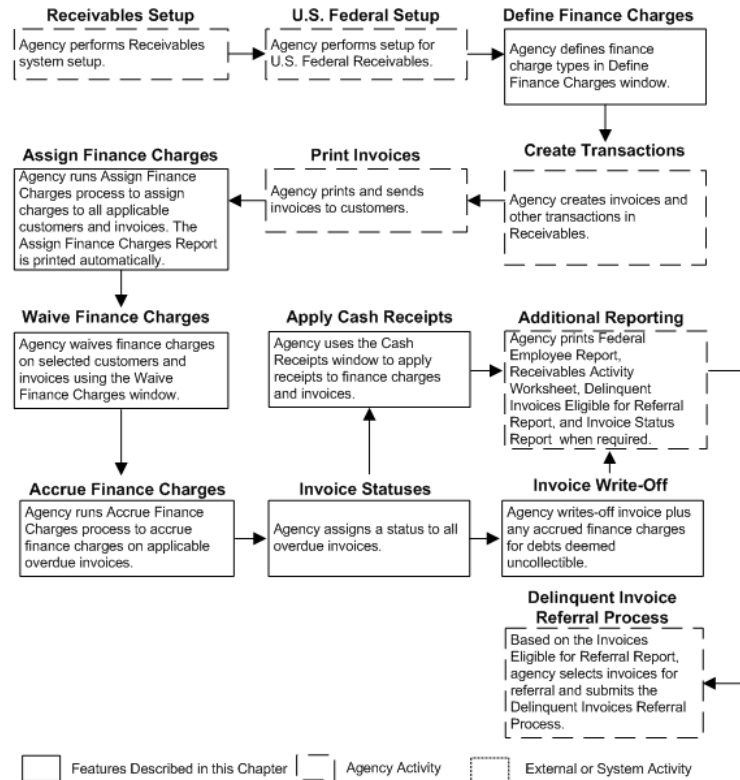 Receivables Setup
Agency performs Receivables
system setup.
U.S. Federal Setup
Agency performs setup for
U.S. Federal Receivables.
Define Finance Charges
Agency defines finance
charge types in Define
Finance Charges window.
Create Transactions
Agency creates invoices and
other transactions in
Receivables.
Print Invoices
Agency prints and sends
invoices to customers.
Assign Finance Charges
Agency runs Assign Finance
Charges process to assign
charges to all applicable
customers and invoices. The
Assign Finance Charges Report
is printed automatically.
Waive Finance Charges
Agency waives finance charges
on selected customers and
invoices using the Waive
Finance Charges window.
Accrue Finance Charges
Agency runs Accrue Finance
Charges process to accrue
finance charges on applicable
overdue invoices.
Invoice Statuses
Agency assigns a status to all
overdue invoices.
Apply Cash Receipts
Agency uses the Cash
Receipts window to apply
receipts to finance charges
and invoices.
Invoice Write-Off
Agency writes-off invoice plus
any accrued finance charges
for debts deemed
uncollectible.
Additional Reporting
Agency prints Federal
Employee Report,
Receivables Activity
Worksheet, Delinquent
Invoices Eligible for Referral
Report, and Invoice Status
Report when required.
Delinquent Invoice
Referral Process
Based on the Invoices
Eligible for Referral Report,
agency selects invoices for
referral and submits the
Delinquent Invoices Referral
Process.
Features Described in this Chapter
Agency Activity
External or System Activity